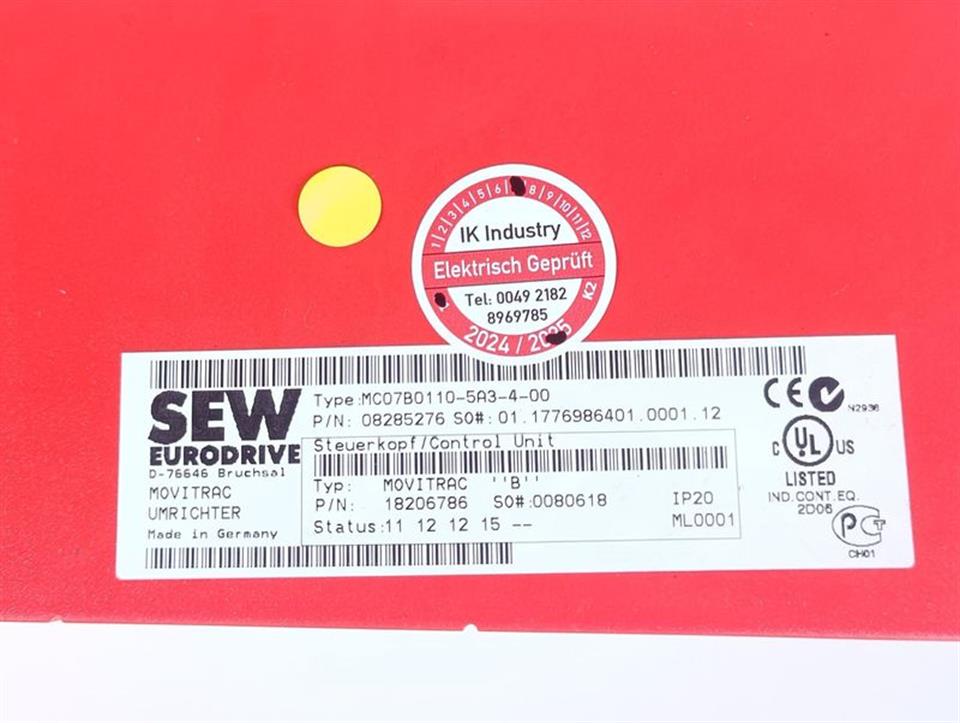 1|2|3|4|5|6| |8|9|10|11|12
IK Industry
Elektrisch Geprüft
Tel: 0049 2182
8969785
K2
2024 / 2025
SEW
EURODRIVE
D-76646 Bruchsal
MOVITRAC
UMRICHTER
Made in Germany
Type:MC07B0110-5A3-4-00
P/N: 08285276 SO#: 01.1776986401.0001.12
Steuerkopf/Control Unit
Typ: MOVITRAC ''B''
P/N: 18206786 SO#:0080618 IP20
Status:11 12 12 15 -- ML0001
CE
N2936
C UL US
LISTED
IND.CONT.EQ.
2D06
PCT
CH01